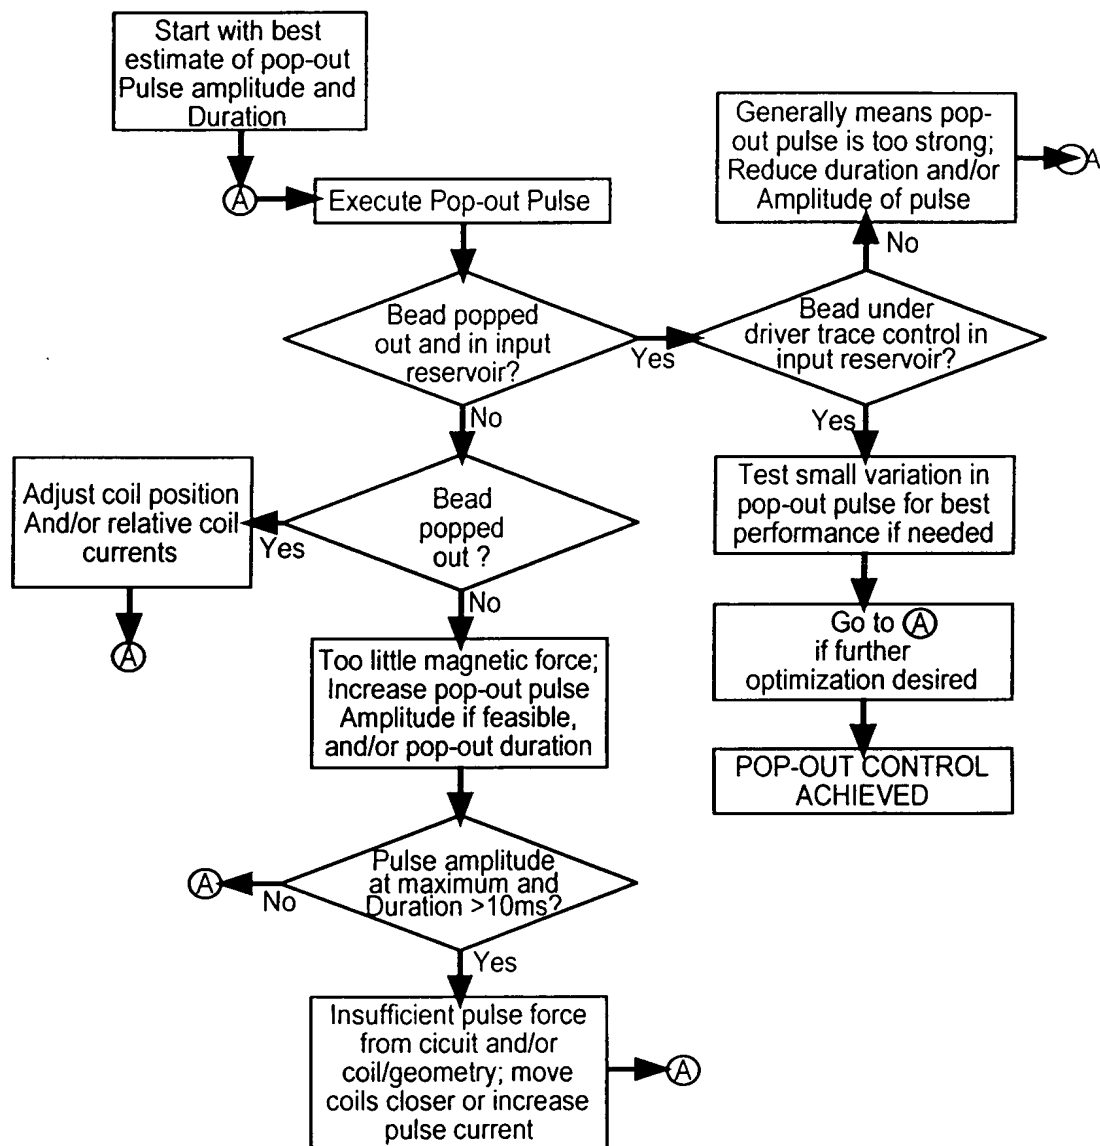 Start with best
estimate of pop-out
Pulse amplitude and
Duration
A
Execute Pop-out Pulse
Generally means pop-
out pulse is too strong;
Reduce duration and/or
Amplitude of pulse
A
No
Bead popped
out and in input
reservoir?
Yes
Bead under
driver trace control in
input reservoir?
No
Yes
Adjust coil position
And/or relative coil
currents
Yes
Bead
popped
out ?
Test small variation in
pop-out pulse for best
performance if needed
A
No
Too little magnetic force;
Increase pop-out pulse
Amplitude if feasible,
and/or pop-out duration
Go to A
if further
optimization desired
POP-OUT CONTROL
ACHIEVED
A
No
Pulse amplitude
at maximum and
Duration >10ms?
Yes
Insufficient pulse force
from cicuit and/or
coil/geometry; move
coils closer or increase
pulse current
A